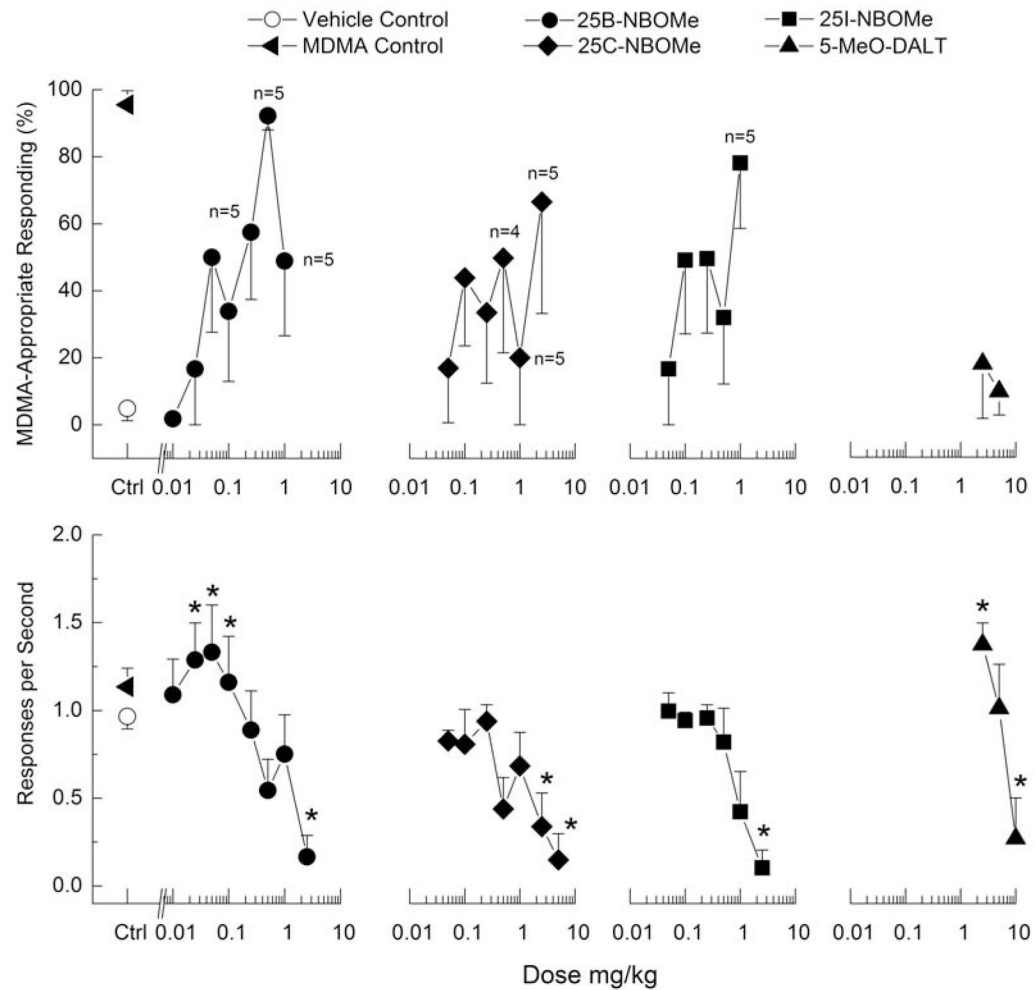 Vehicle Control 25B-NBOMe 25I-NBOMe
MDMA Control 25C-NBOMe 5-MeO-DALT
MDMA-Appropriate Responding (%)
100
80
60
40
20
0
n=5
n=5
n=5
n=5
n=4
n=5
n=5
Ctrl 0.01 0.1 1 10 0.01 0.1 1 10 0.01 0.1 1 10 0.01 0.1 1 10
Responses per Second
2.0
1.5
1.0
0.5
0.0
* * * *
* *
*
* *
Ctrl 0.01 0.1 1 10 0.01 0.1 1 10 0.01 0.1 1 10 0.01 0.1 1 10
Dose mg/kg